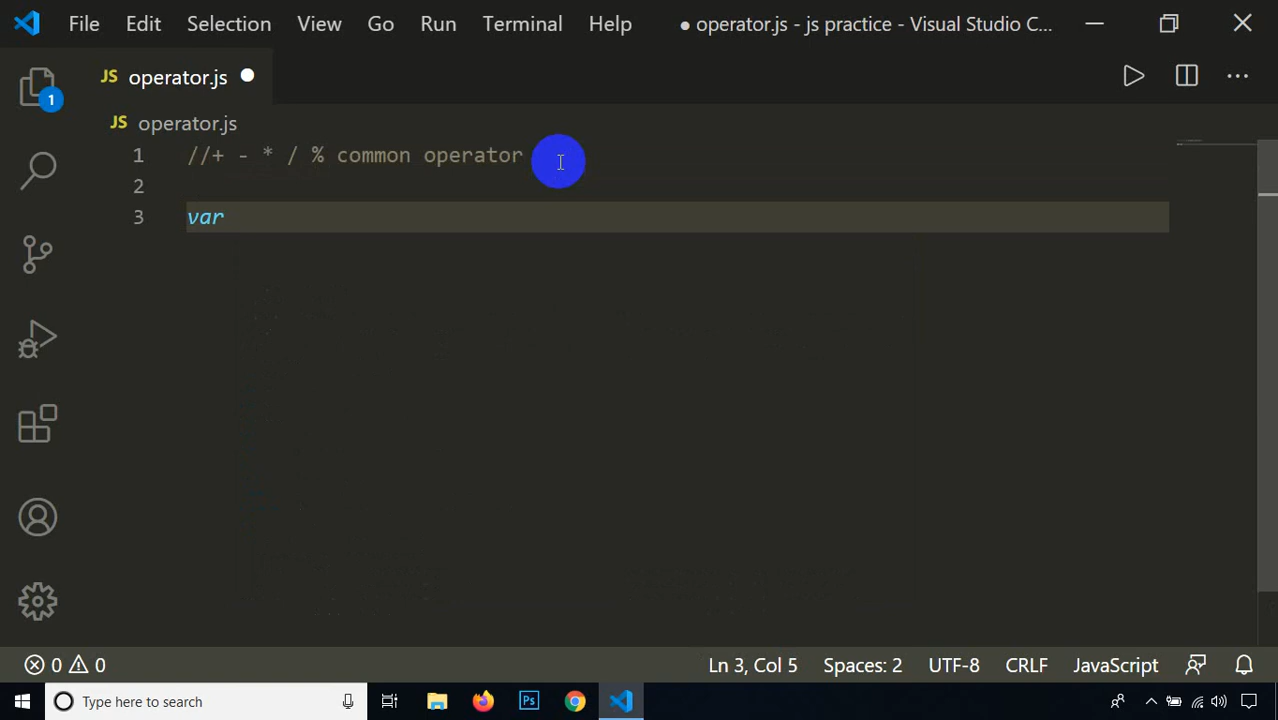 File Edit Selection View Go Run Terminal Help ● operator.js - js practice - Visual Studio C...
JS operator.js ●
JS operator.js
1 //+ - * / % common operator
2
3 var
1
0 0 Ln 3, Col 5 Spaces: 2 UTF-8 CRLF JavaScript
Type here to search Ps